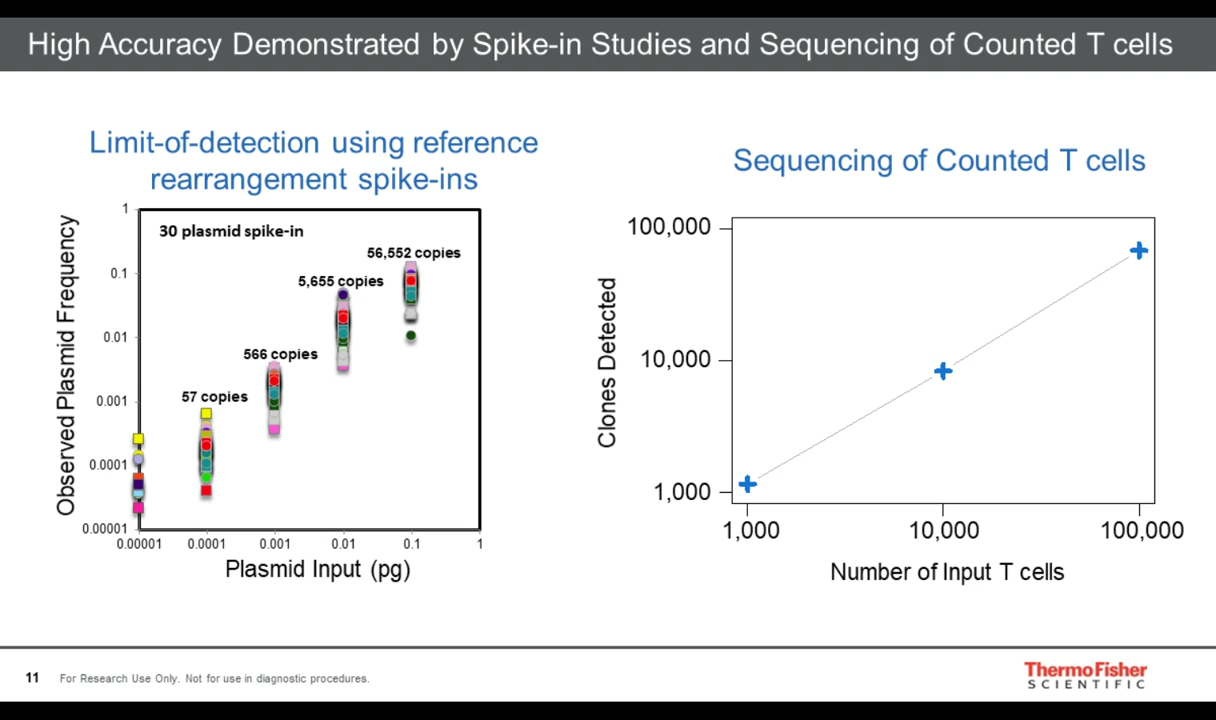 High Accuracy Demonstrated by Spike-in Studies and Sequencing of Counted T cells
Limit-of-detection using reference
rearrangement spike-ins
Observed Plasmid Frequency
1
0.1
0.01
0.001
0.0001
0.00001
30 plasmid spike-in
56,552 copies
5,655 copies
566 copies
57 copies
0.00001
0.0001
0.001
0.01
0.1
1
Plasmid Input (pg)
Sequencing of Counted T cells
Clones Detected
100,000
10,000
1,000
1,000
10,000
100,000
Number of Input T cells
11
For Research Use Only. Not for use in diagnostic procedures.
ThermoFisher
SCIENTIFIC